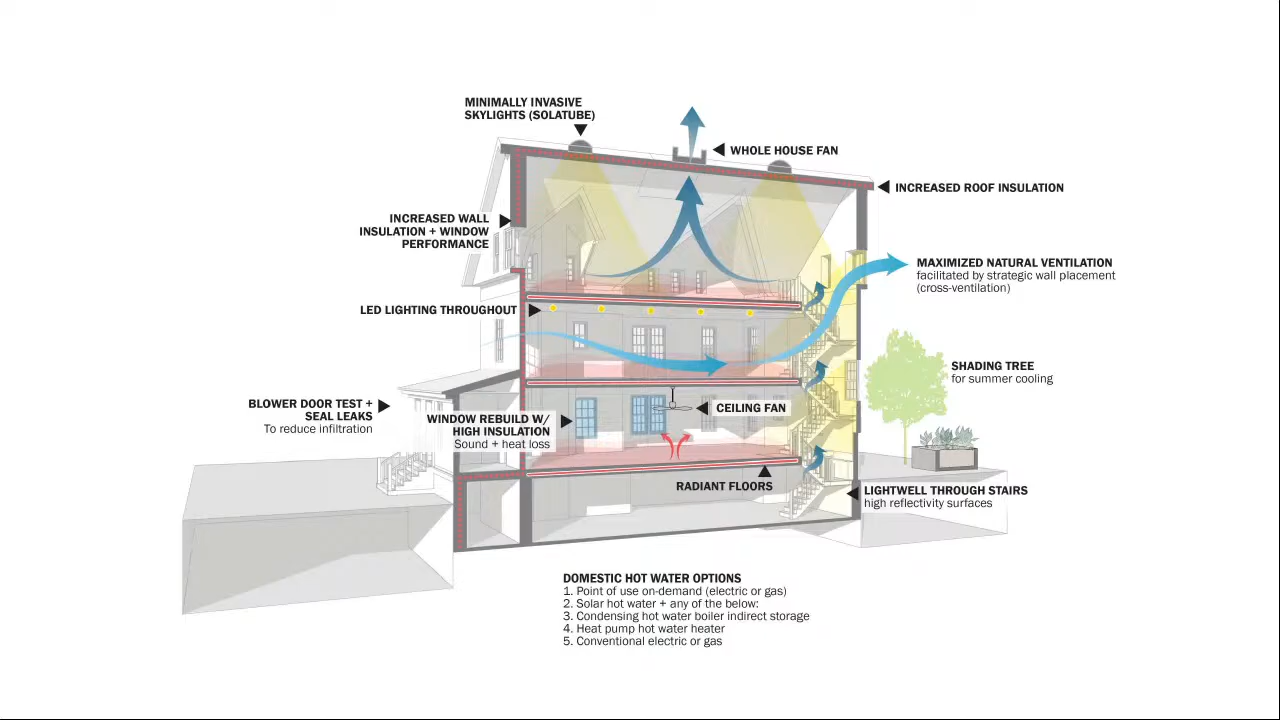 MINIMALLY INVASIVE
SKYLIGHTS (SOLATUBE)
WHOLE HOUSE FAN
INCREASED ROOF INSULATION
INCREASED WALL
INSULATION + WINDOW
PERFORMANCE
MAXIMIZED NATURAL VENTILATION
facilitated by strategic wall placement
(cross-ventilation)
LED LIGHTING THROUGHOUT
SHADING TREE
for summer cooling
BLOWER DOOR TEST +
SEAL LEAKS
To reduce infiltration
CEILING FAN
WINDOW REBUILD W/
HIGH INSULATION
Sound + heat loss
RADIANT FLOORS
LIGHTWELL THROUGH STAIRS
high reflectivity surfaces
DOMESTIC HOT WATER OPTIONS
1. Point of use on-demand (electric or gas)
2. Solar hot water + any of the below:
3. Condensing hot water boiler indirect storage
4. Heat pump hot water heater
5. Conventional electric or gas